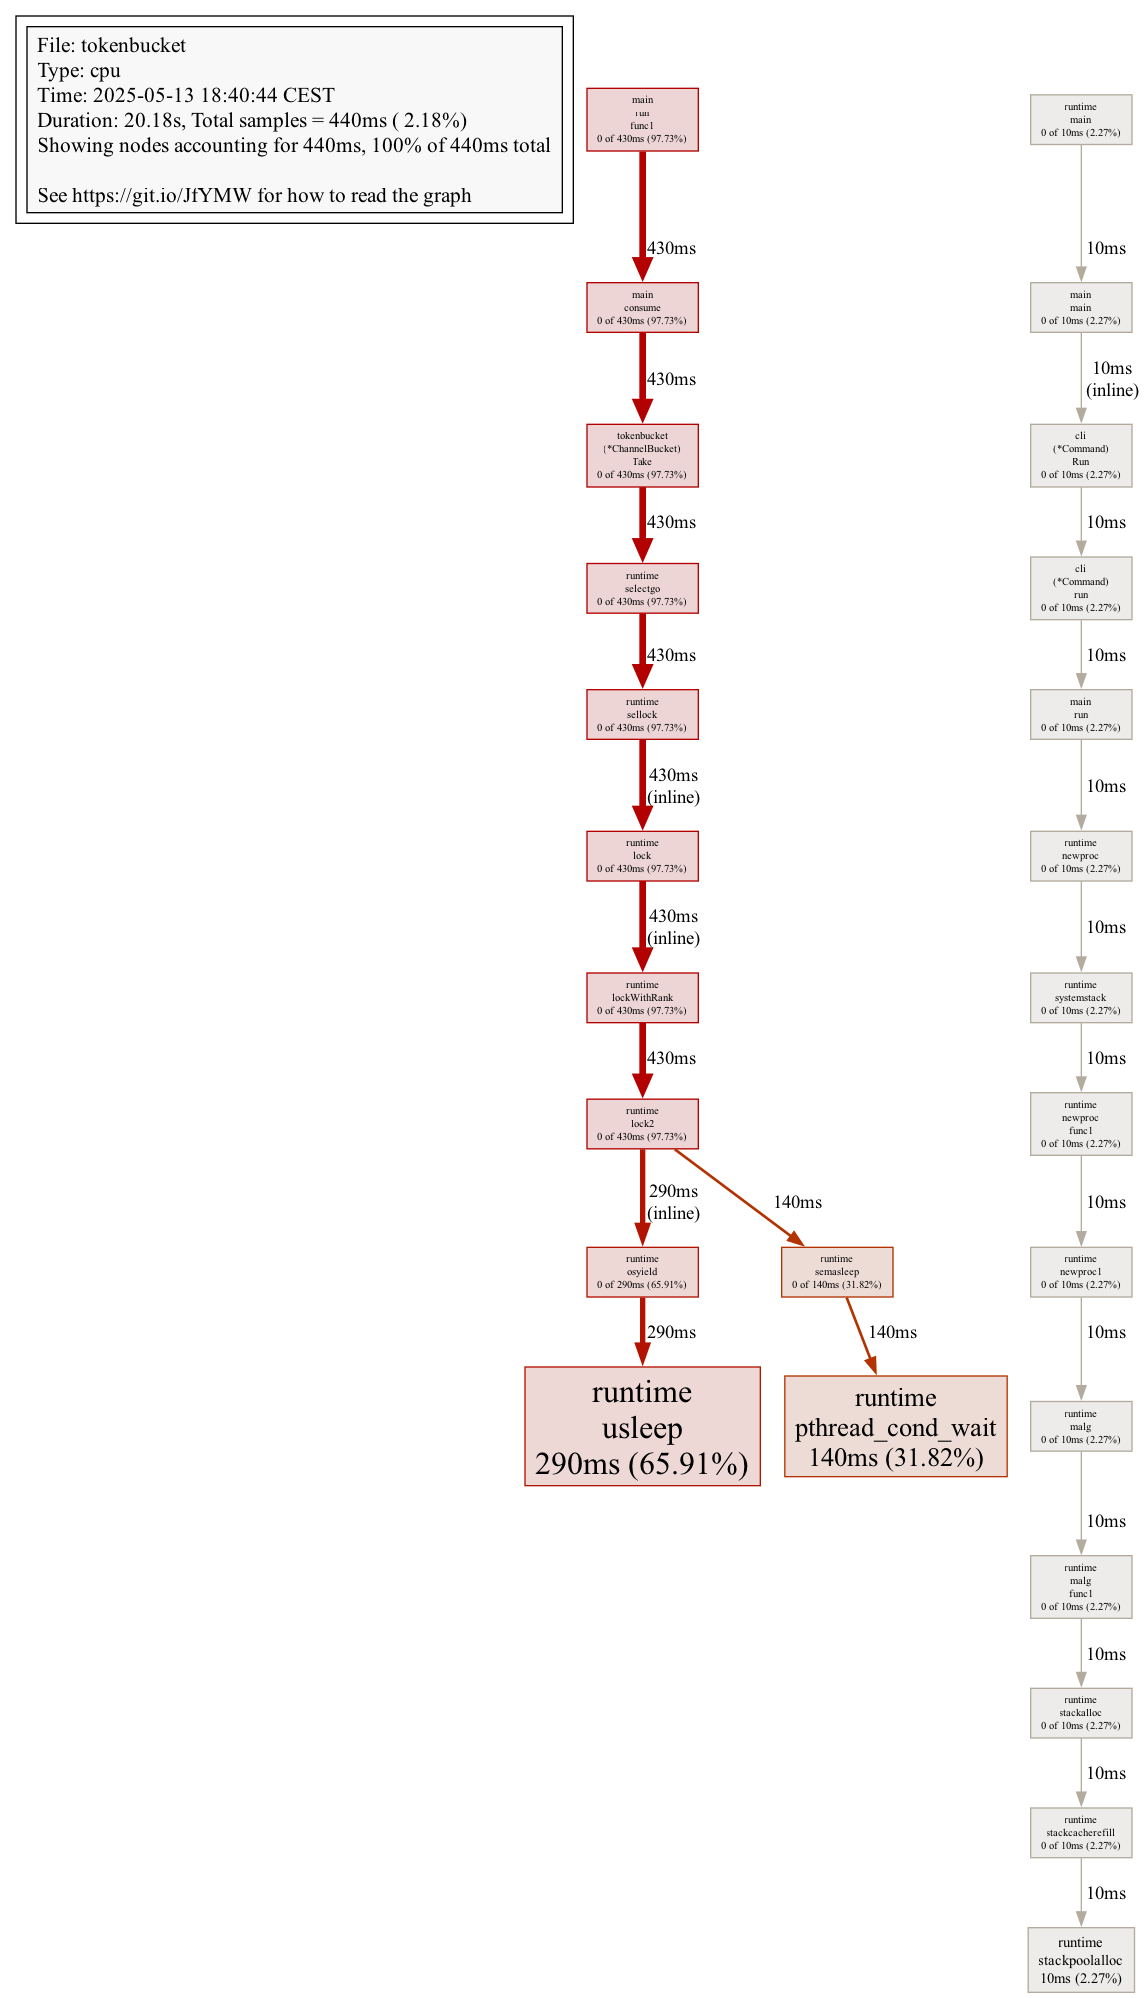 File: tokenbucket
Type: cpu
Time: 2025-05-13 18:40:44 CEST
Duration: 20.18s, Total samples = 440ms ( 2.18%)
Showing nodes accounting for 440ms, 100% of 440ms total
See https://git.io/JfYMW for how to read the graph
main
run
func1
0 of 430ms (97.73%)
430ms
main
consume
0 of 430ms (97.73%)
430ms
tokenbucket
(*ChannelBucket)
Take
0 of 430ms (97.73%)
430ms
runtime
selectgo
0 of 430ms (97.73%)
430ms
runtime
sellock
0 of 430ms (97.73%)
430ms
(inline)
runtime
lock
0 of 430ms (97.73%)
430ms
(inline)
runtime
lockWithRank
0 of 430ms (97.73%)
430ms
runtime
lock2
0 of 430ms (97.73%)
290ms
(inline)
140ms
runtime
osyield
0 of 290ms (65.91%)
runtime
semasleep
0 of 140ms (31.82%)
290ms
140ms
runtime
usleep
290ms (65.91%)
runtime
pthread_cond_wait
140ms (31.82%)
runtime
main
0 of 10ms (2.27%)
10ms
main
main
0 of 10ms (2.27%)
10ms
(inline)
cli
(*Command)
Run
0 of 10ms (2.27%)
10ms
cli
(*Command)
run
0 of 10ms (2.27%)
10ms
main
run
0 of 10ms (2.27%)
10ms
runtime
newproc
0 of 10ms (2.27%)
10ms
runtime
systemstack
0 of 10ms (2.27%)
10ms
runtime
newproc
func1
0 of 10ms (2.27%)
10ms
runtime
newproc1
0 of 10ms (2.27%)
10ms
runtime
malg
0 of 10ms (2.27%)
10ms
runtime
malg
func1
0 of 10ms (2.27%)
10ms
runtime
stackalloc
0 of 10ms (2.27%)
10ms
runtime
stackcacherefill
0 of 10ms (2.27%)
10ms
runtime
stackpoolalloc
10ms (2.27%)